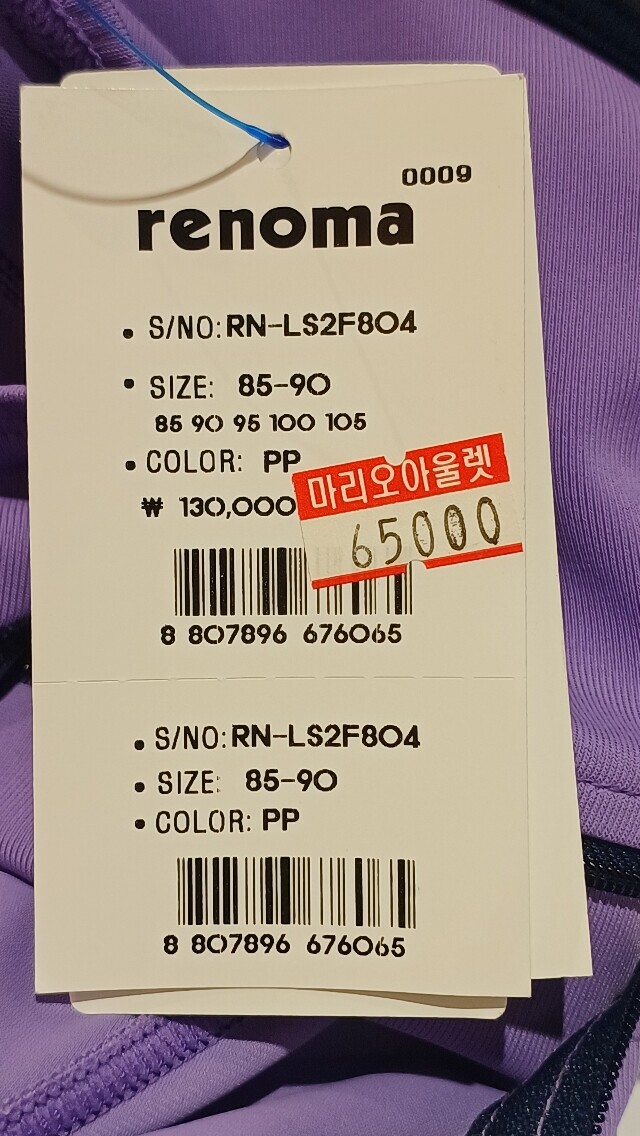 0009
renoma
• S/NO: RN-LS2F804
• SIZE: 85-90
85 90 95 100 105
• COLOR: PP
₩ 130,000
마리오아울렛
65000
8 807896 676065
• S/NO: RN-LS2F804
• SIZE: 85-90
• COLOR: PP
8 807896 676065